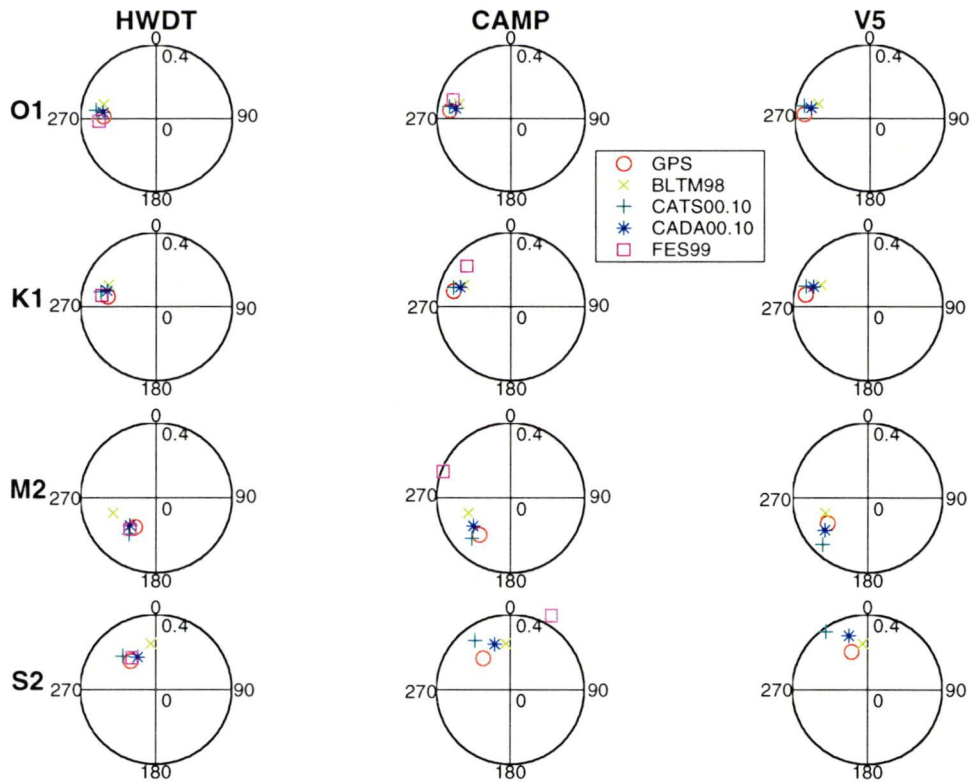 HWDT CAMP V5
0 0 0
0.4 0.4 0.4
O1 270 90 270 90 270 90
0 0 0
180 180 180
GPS
BLTM98
CATS00.10
CADA00.10
FES99
0 0 0
0.4 0.4 0.4
K1 270 90 270 90 270 90
0 0 0
180 180 180
0 0 0
0.4 0.4 0.4
M2 270 90 270 90 270 90
0 0 0
180 180 180
0 0 0
0.4 0.4 0.4
S2 270 90 270 90 270 90
0 0 0
180 180 180